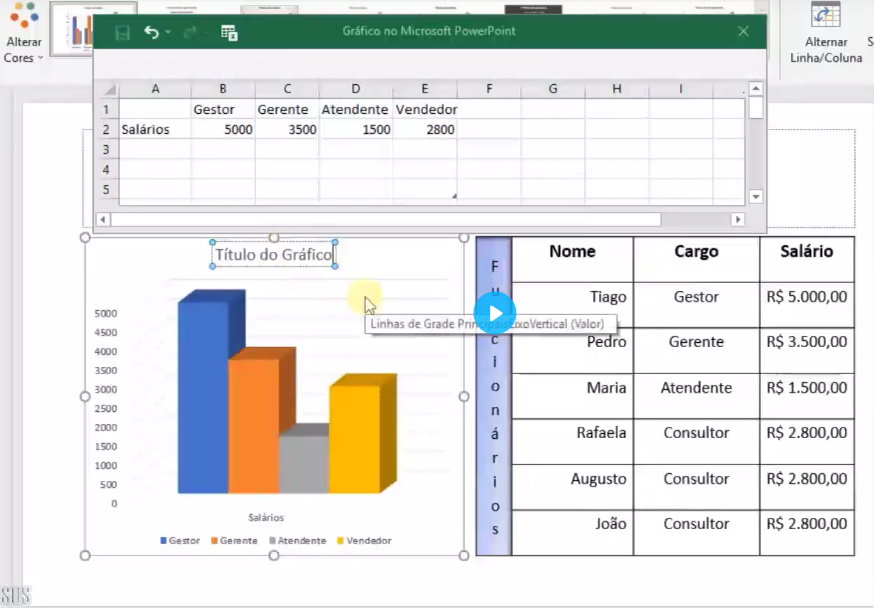 Alterar
Cores
Gráfico no Microsoft PowerPoint
Alternar
Linha/Coluna
S
A B C D E F G H I
1 Gestor Gerente Atendente Vendedor
2 Salários 5000 3500 1500 2800
3
4
5
Título do Gráfico
5000
4500
4000
3500
3000
2500
2000
1500
1000
500
0
Salários
Gestor Gerente Atendente Vendedor
Linhas de Grade Principais EixoVertical (Valor)
F
u
c
i
o
n
á
r
i
o
s
Nome Cargo Salário
Tiago Gestor R$ 5.000,00
Pedro Gerente R$ 3.500,00
Maria Atendente R$ 1.500,00
Rafaela Consultor R$ 2.800,00
Augusto Consultor R$ 2.800,00
João Consultor R$ 2.800,00
SUS